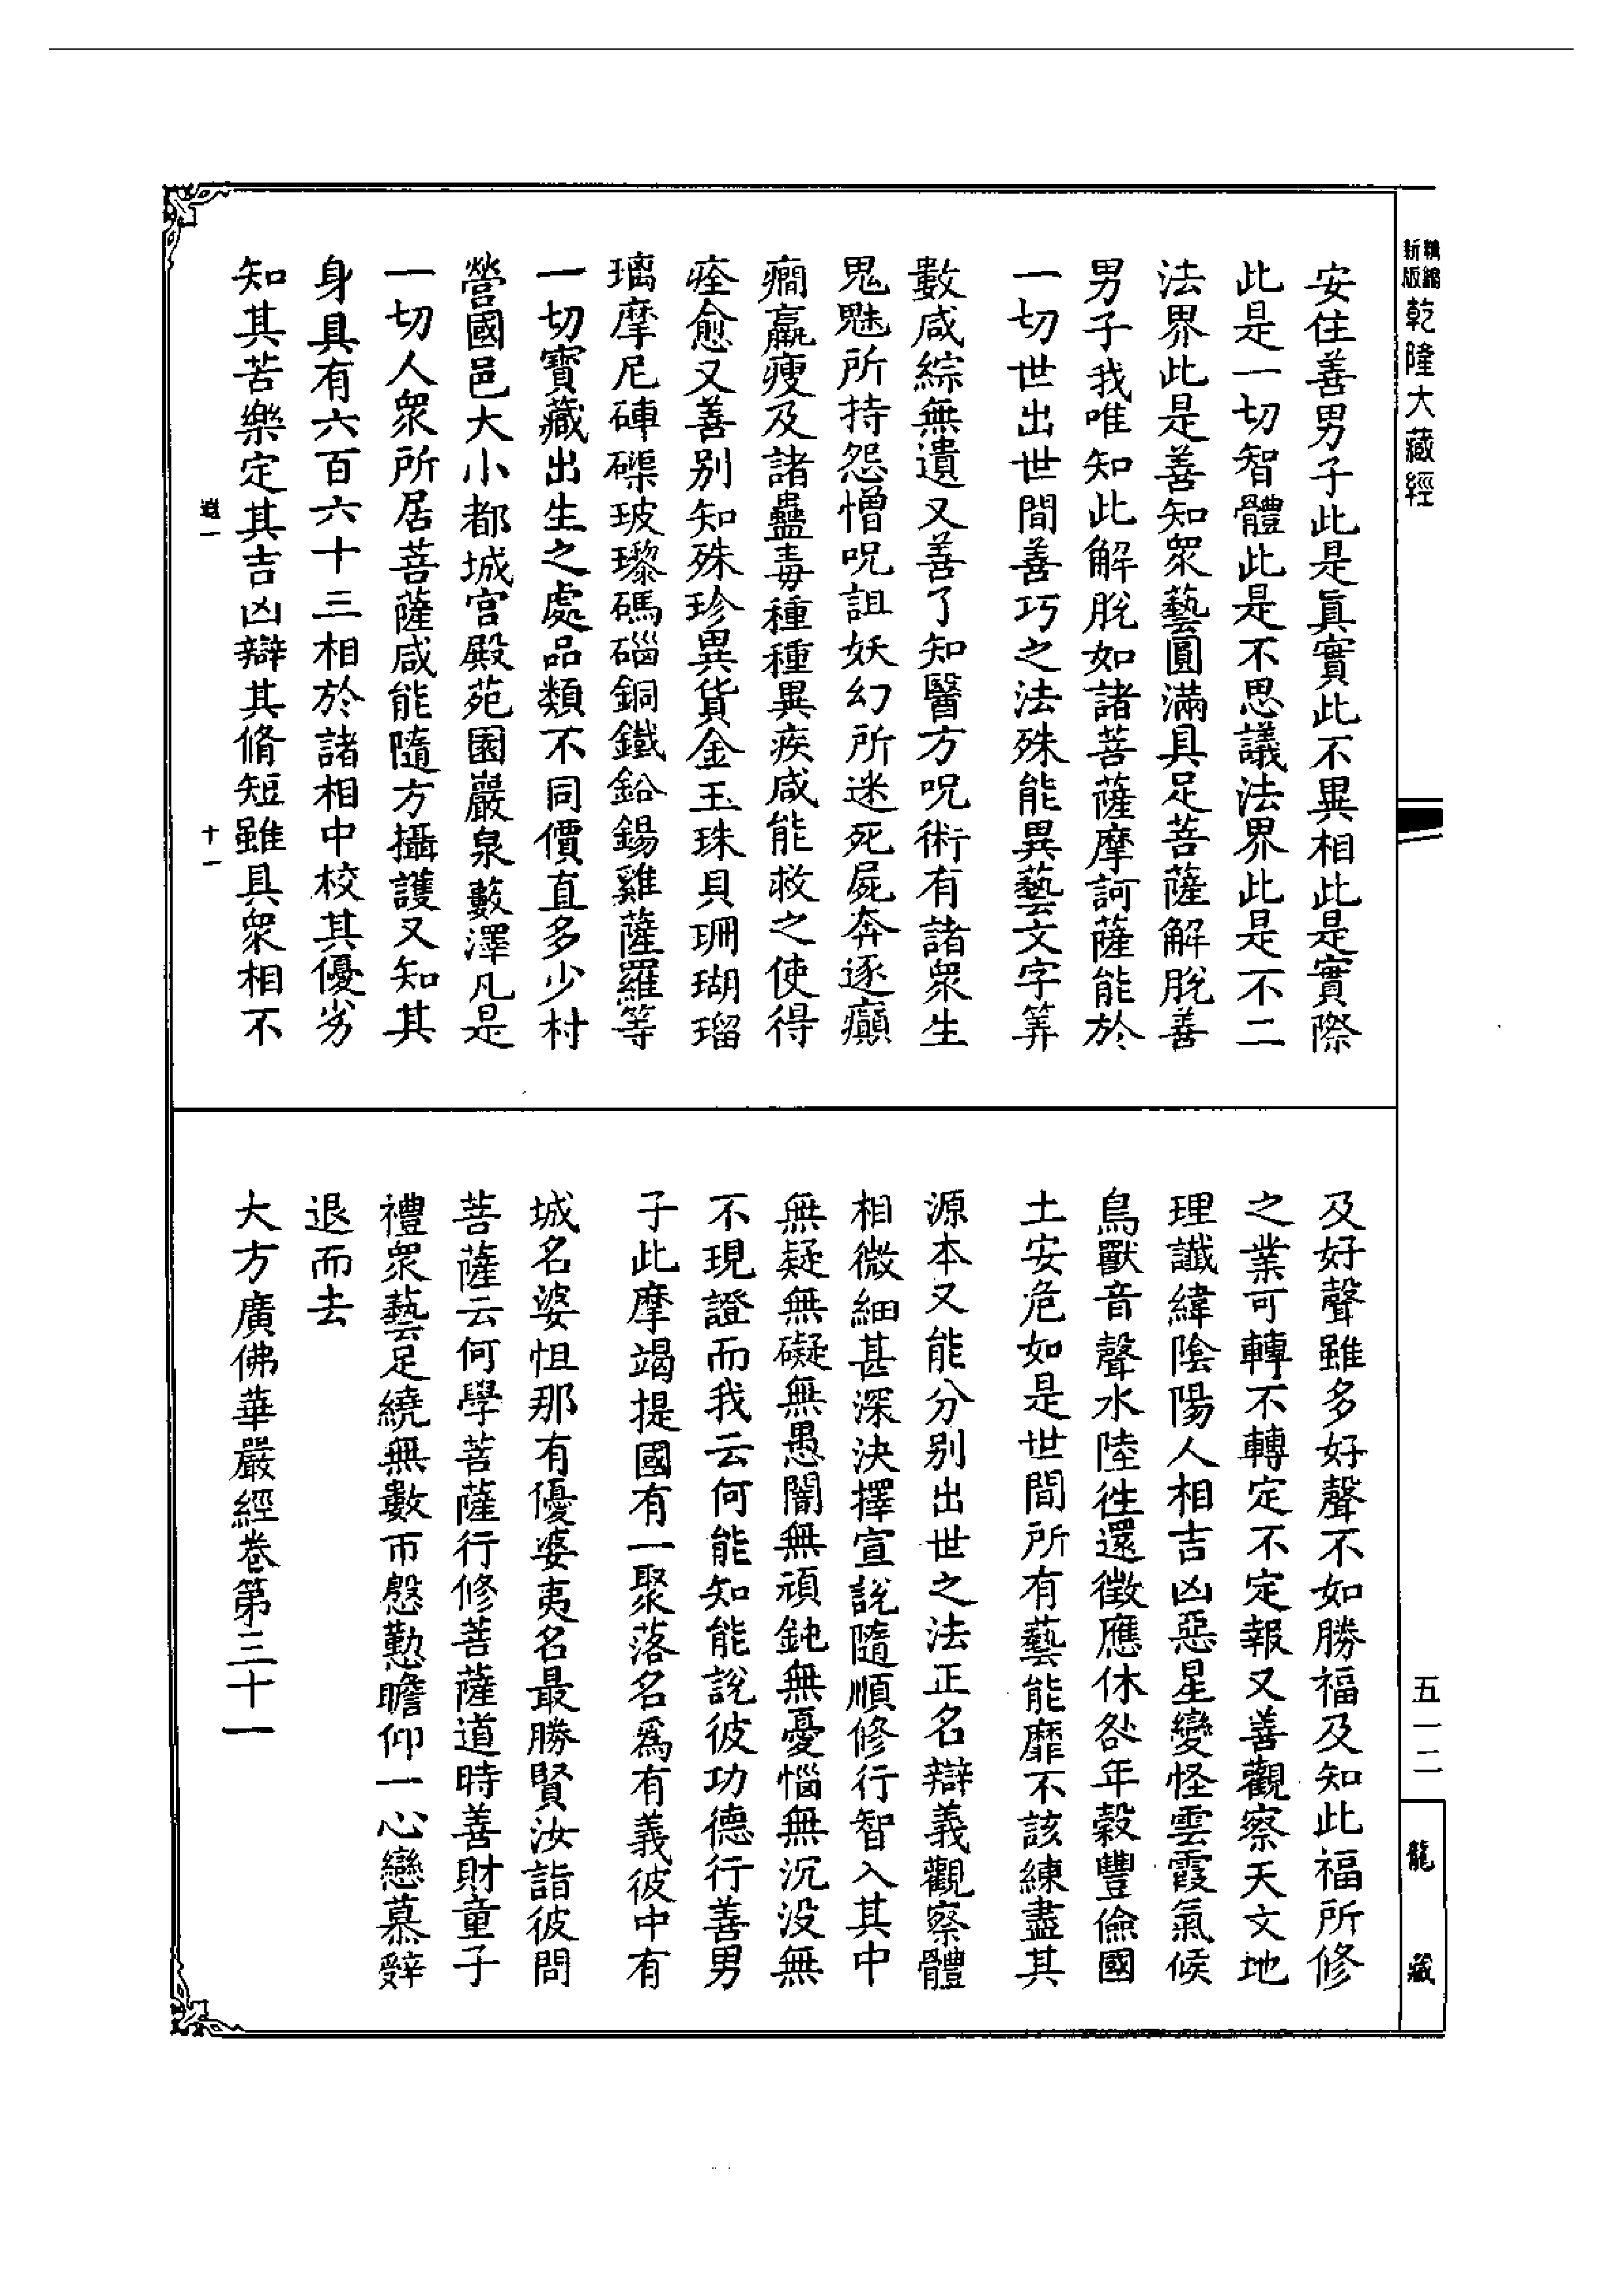 精編新版乾隆大藏經
五一二
龍藏
安住善男子此是眞實此不異相此是實際
此是一切智體此是不思議法界此是不二
法界此是善知衆藝圓滿具足菩薩解脫善
男子我唯知此解脫如諸菩薩摩訶薩能於
一切世出世間善巧之法殊能異藝文字筭
數咸綜無遺又善了知醫方呪術有諸衆生
鬼魅所持怨憎呪詛妖幻所迷死屍奔逐癲
癎羸瘦及諸蠱毒種種異疾咸能救之使得
痊愈又善別知殊珍異貨金玉珠貝珊瑚瑠
璃摩尼硨磲玻瓈碼碯銅鐵鉛錫雞薩羅等
一切寶藏出生之處品類不同價直多少村
營國邑大小都城宮殿苑園巖泉藪澤凡是
一切人衆所居菩薩咸能隨方攝護又知其
身具有六百六十三相於諸相中校其優劣
知其苦樂定其吉凶辯其脩短雖具衆相不
十一
及好聲雖多好聲不如勝福及知此福所修
之業可轉不轉定不定報又善觀察天文地
理讖緯陰陽人相吉凶惡星變怪雲霞氣候
鳥獸音聲水陸徃還徵應休咎年穀豐儉國
土安危如是世間所有藝能靡不該練盡其
源本又能分別出世之法正名辯義觀察體
相微細甚深決擇宣說隨順修行智入其中
無疑無礙無愚闇無頑鈍無憂惱無沉沒無
不現證而我云何能知能說彼功德行善男
子此摩竭提國有一聚落名爲有義彼中有
城名婆怛那有優婆夷名最勝賢汝詣彼問
菩薩云何學菩薩行修菩薩道時善財童子
禮衆藝足繞無數帀慇懃瞻仰一心戀慕辭
退而去
大方廣佛華嚴經卷第三十一